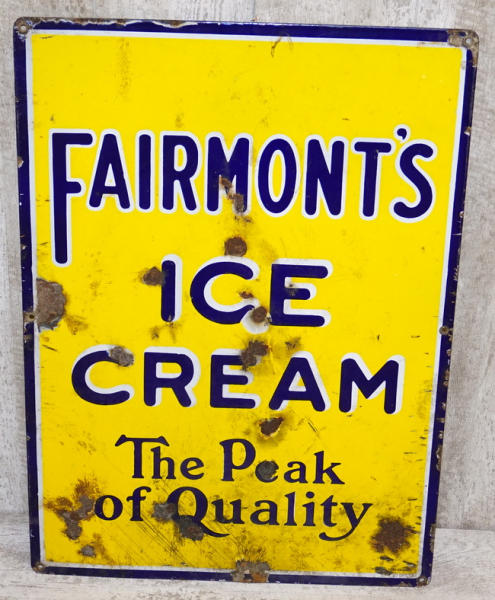 FAIRMONT'S
ICE
CREAM
The Peak
of Quality